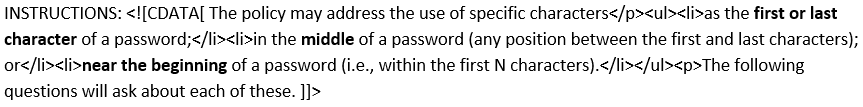 INSTRUCTIONS: <![CDATA[ The policy may address the use of specific characters</p><ul><li>as the first or last
character of a password;</li><li>in the middle of a password (any position between the first and last characters);
or</li><li>near the beginning of a password (i.e., within the first N characters).</li></ul><p>The following
questions will ask about each of these. ]]>